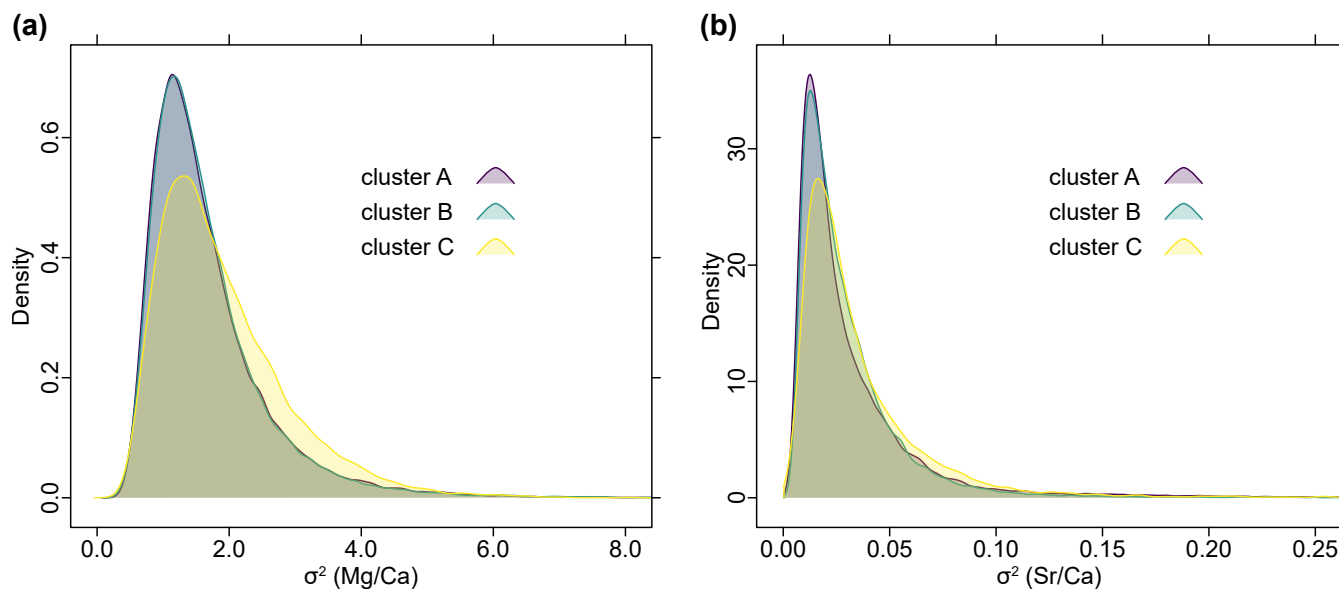 (a)
Density
0.0
0.2
0.4
0.6
cluster A
cluster B
cluster C
0.0 2.0 4.0 6.0 8.0
σ² (Mg/Ca)
(b)
Density
0
10
20
30
cluster A
cluster B
cluster C
0.00 0.05 0.10 0.15 0.20 0.25
σ² (Sr/Ca)